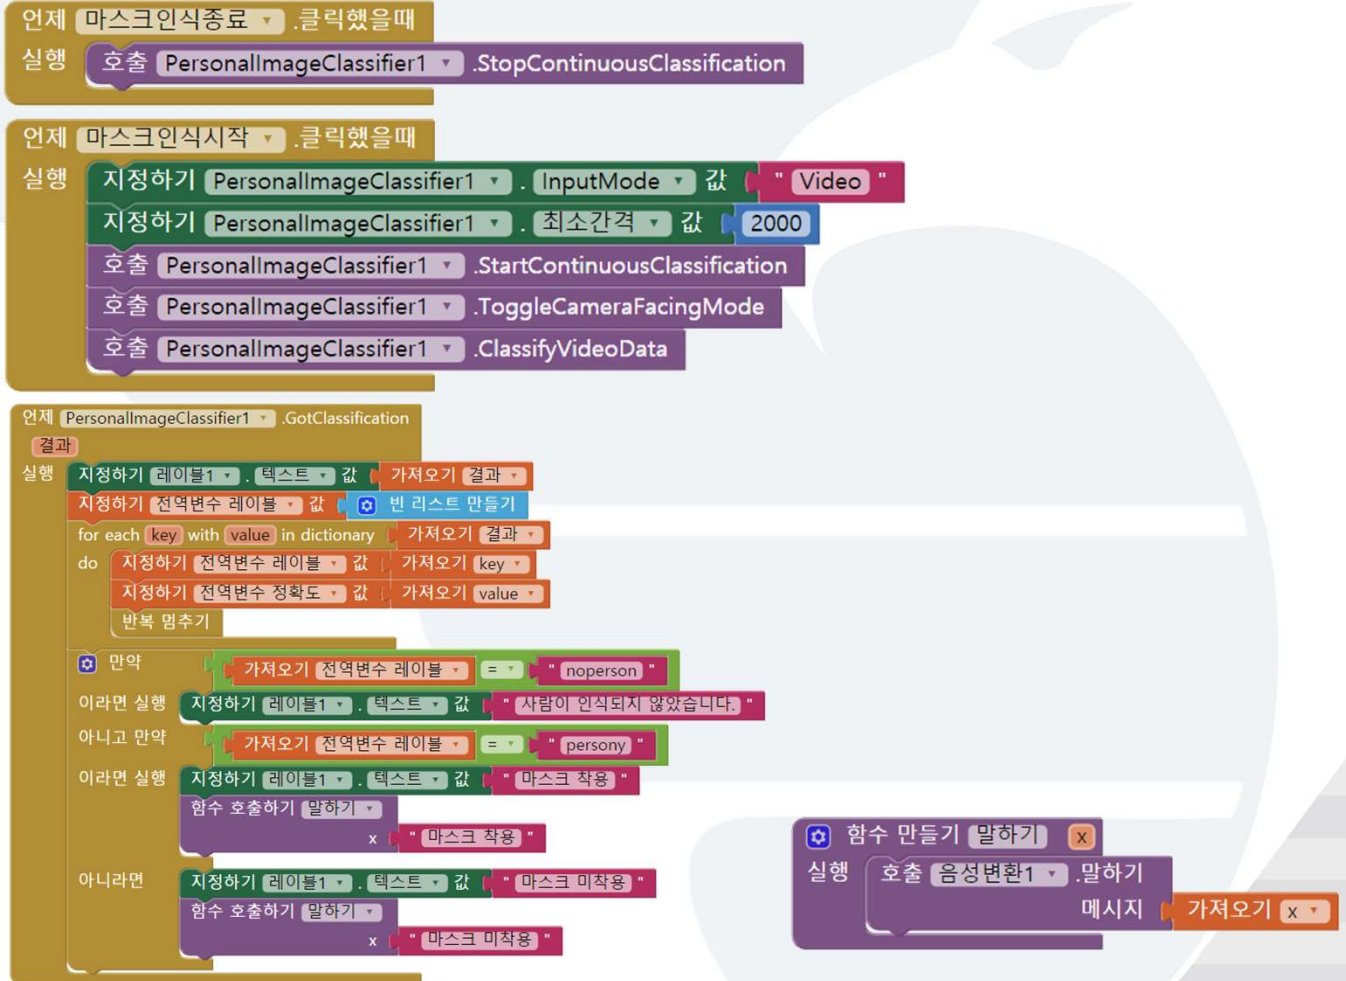 언제 마스크인식종료 .클릭했을때
실행 호출 PersonalImageClassifier1 .StopContinuousClassification
언제 마스크인식시작 .클릭했을때
실행 지정하기 PersonalImageClassifier1 . InputMode 값 " Video "
지정하기 PersonalImageClassifier1 . 최소간격 값 2000
호출 PersonalImageClassifier1 .StartContinuousClassification
호출 PersonalImageClassifier1 .ToggleCameraFacingMode
호출 PersonalImageClassifier1 .ClassifyVideoData
언제 PersonalImageClassifier1 .GotClassification
결과
실행 지정하기 레이블1 . 텍스트 값 가져오기 결과
지정하기 전역변수 레이블 값 빈 리스트 만들기
for each key with value in dictionary 가져오기 결과
do 지정하기 전역변수 레이블 값 가져오기 key
지정하기 전역변수 정확도 값 가져오기 value
반복 멈추기
만약 가져오기 전역변수 레이블 = " noperson "
이라면 실행 지정하기 레이블1 . 텍스트 값 " 사람이 인식되지 않았습니다. "
아니고 만약 가져오기 전역변수 레이블 = " persony "
이라면 실행 지정하기 레이블1 . 텍스트 값 " 마스크 착용 "
함수 호출하기 말하기
x " 마스크 착용 "
아니라면 지정하기 레이블1 . 텍스트 값 " 마스크 미착용 "
함수 호출하기 말하기
x " 마스크 미착용 "
함수 만들기 말하기 x
실행 호출 음성변환1 .말하기
메시지 가져오기 x